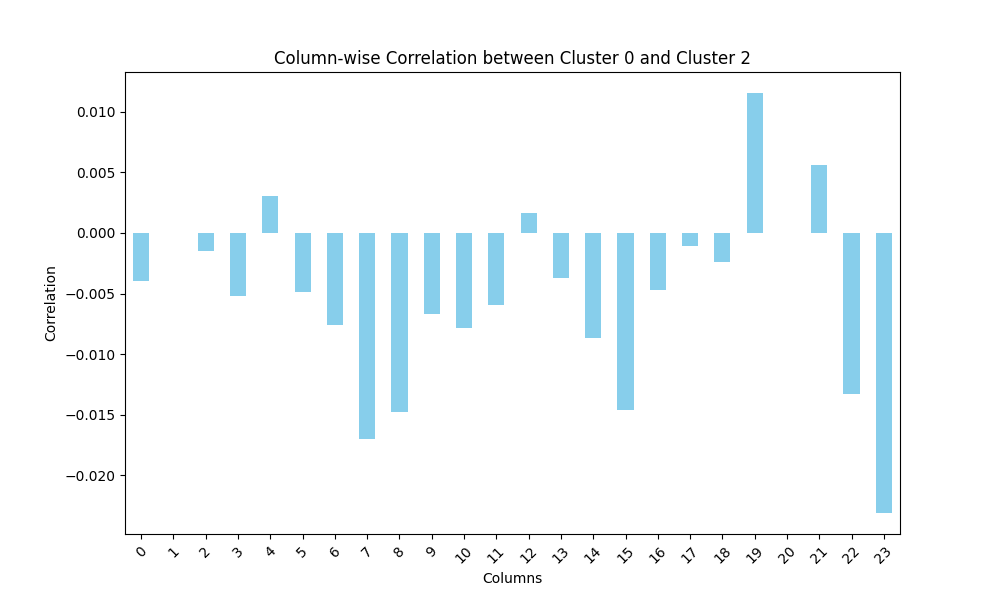 Column-wise Correlation between Cluster 0 and Cluster 2
0.010
0.005
0.000
−0.005
−0.010
−0.015
−0.020
Correlation
0 1 2 3 4 5 6 7 8 9 10 11 12 13 14 15 16 17 18 19 20 21 22 23
Columns